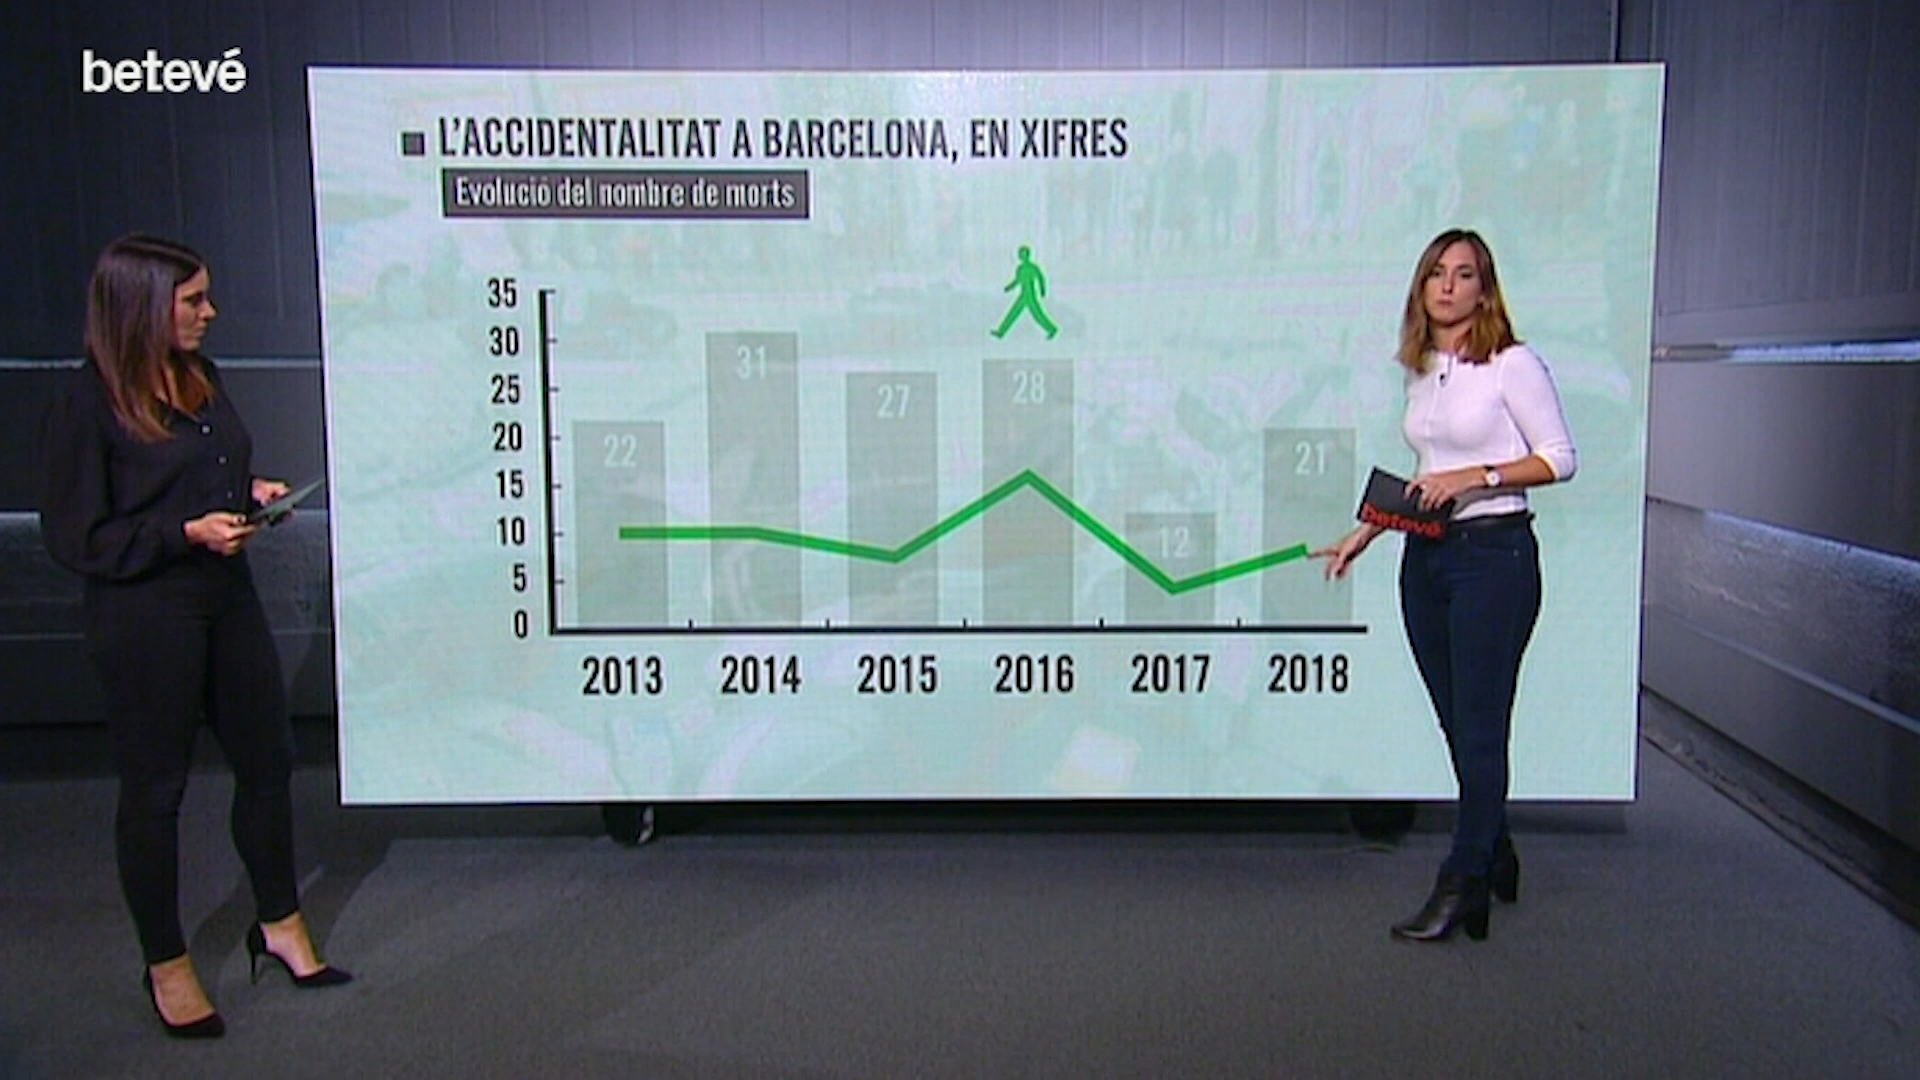 betevé
L'ACCIDENTALITAT A BARCELONA, EN XIFRES
Evolució del nombre de morts
35
30
25
20
15
10
5
0
22
31
27
28
12
21
2013 2014 2015 2016 2017 2018
betevé